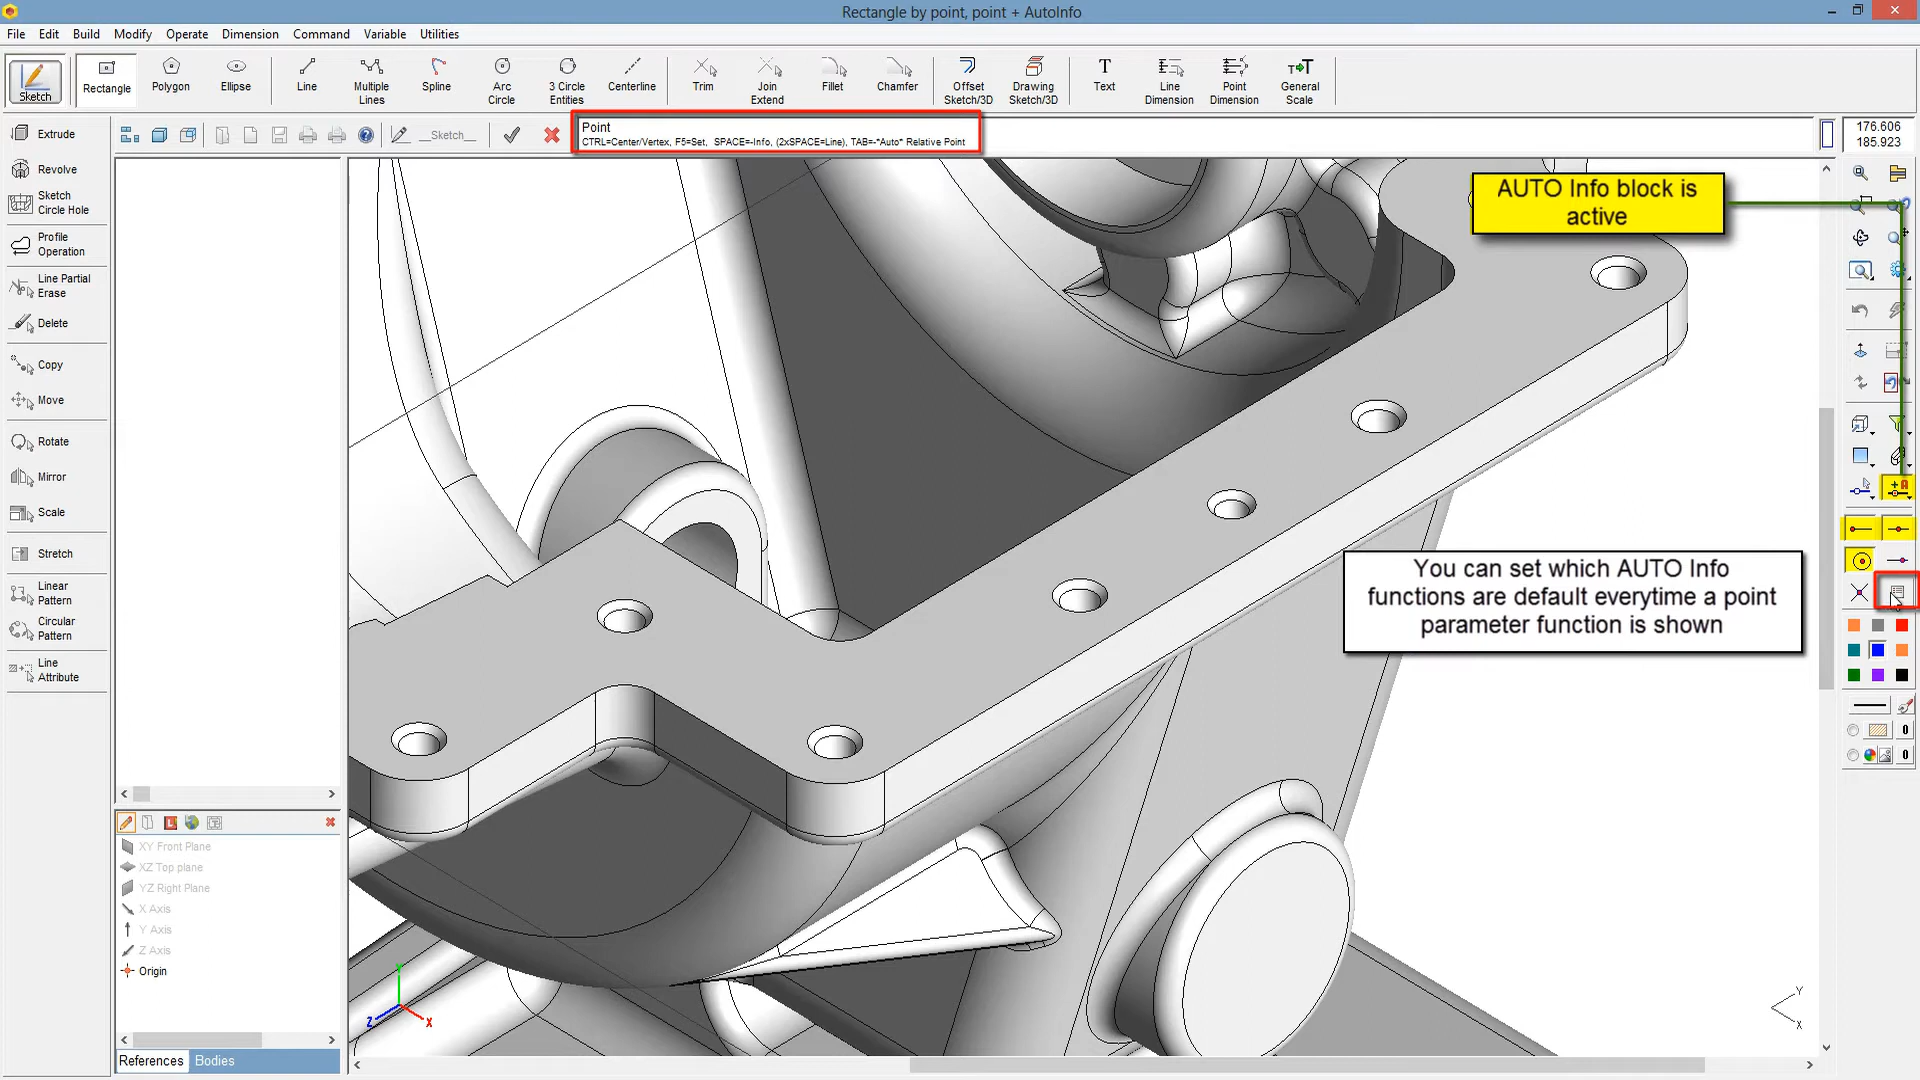 Rectangle by point, point + AutoInfo
File Edit Build Modify Operate Dimension Command Variable Utilities
Sketch
Rectangle
Polygon
Ellipse
Line
Multiple
Lines
Spline
Arc
Circle
3 Circle
Entities
Centerline
Trim
Join
Extend
Fillet
Chamfer
Offset
Sketch/3D
Drawing
Sketch/3D
Text
Line
Dimension
Point
Dimension
General
Scale
__Sketch__
Point
CTRL=Center/Vertex, F5=Set, SPACE=-Info, (2xSPACE=Line), TAB=-"Auto" Relative Point
176.606
185.923
Extrude
Revolve
Sketch
Circle Hole
Profile
Operation
Line Partial
Erase
Delete
Copy
Move
Rotate
Mirror
Scale
Stretch
Linear
Pattern
Circular
Pattern
Line
Attribute
AUTO Info block is
active
You can set which AUTO Info
functions are default everytime a point
parameter function is shown
0
0
XY Front Plane
XZ Top plane
YZ Right Plane
X Axis
Y Axis
Z Axis
Origin
References Bodies
Y
Z
X
Y
X